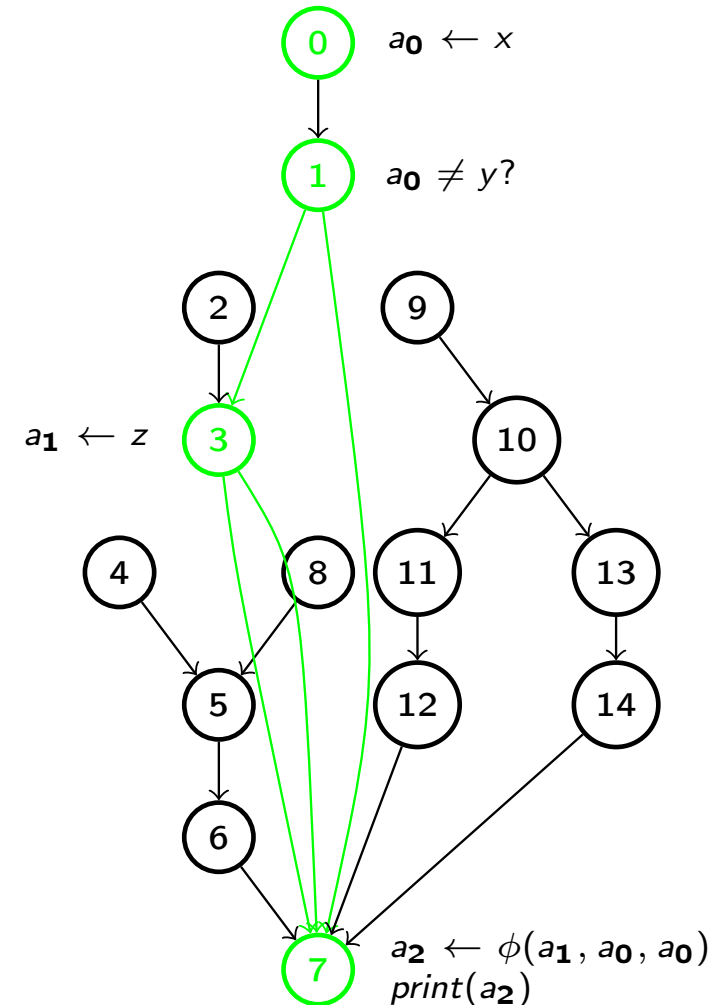 0 a₀ ← x
1 a₀ ≠ y?
2 9
a₁ ← z 3 10
4 8 11 13
5 12 14
6
7 a₂ ← ϕ(a₁, a₀, a₀)
print(a₂)